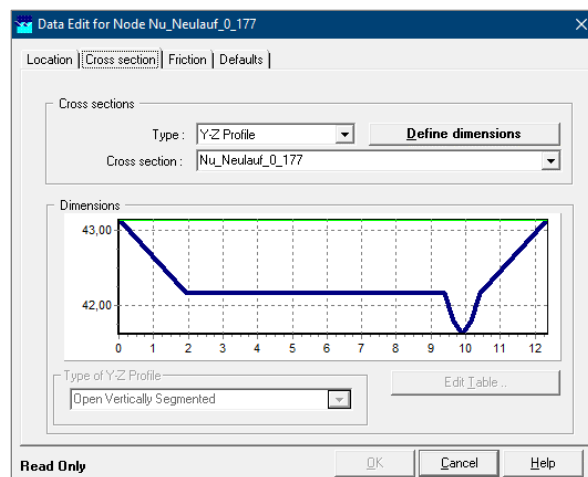 Data Edit for Node Nu_Neulauf_0_177
Location Cross section Friction Defaults
Cross sections
Type : Y-Z Profile Define dimensions
Cross section : Nu_Neulauf_0_177
Dimensions
43,00
42,00
0 1 2 3 4 5 6 7 8 9 10 11 12
Type of Y-Z Profile
Open Vertically Segmented
Edit Table ..
Read Only OK Cancel Help